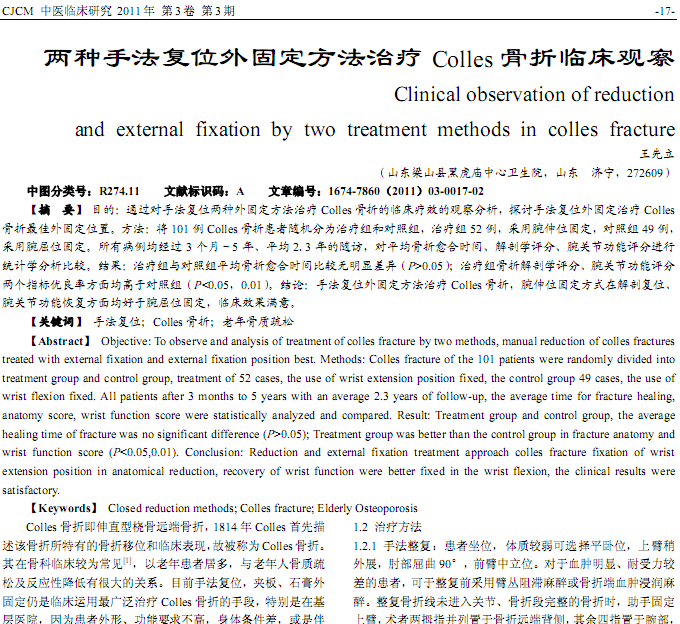 CJCM 中医临床研究 2011 年 第 3 卷 第 3 期 -17-
两种手法复位外固定方法治疗 Colles 骨折临床观察
Clinical observation of reduction
and external fixation by two treatment methods in colles fracture
王先立
（山东梁山县黑虎庙中心卫生院，山东 济宁，272609）
中图分类号：R274.11 文献标识码：A 文章编号：1674-7860（2011）03-0017-02
【摘 要】目的：通过对手法复位两种外固定方法治疗 Colles 骨折的临床疗效的观察分析，探讨手法复位外固定治疗 Colles
骨折最佳外固定位置。方法：将 101 例 Colles 骨折患者随机分为治疗组和对照组，治疗组 52 例，采用腕伸位固定，对照组 49 例，
采用腕屈位固定。所有病例均经过 3 个月～5 年、平均 2.3 年的随访，对平均骨折愈合时间、解剖学评分、腕关节功能评分进行
统计学分析比较。结果：治疗组与对照组平均骨折愈合时间比较无明显差异（P>0.05）；治疗组骨折解剖学评分、腕关节功能评分
两个指标优良率方面均高于对照组（P<0.05，0.01）。结论：手法复位外固定方法治疗 Colles 骨折，腕伸位固定方式在解剖复位、
腕关节功能恢复方面均好于腕屈位固定，临床效果满意。
【关键词】手法复位；Colles 骨折；老年骨质疏松
【Abstract】 Objective: To observe and analysis of treatment of colles fracture by two methods, manual reduction of colles fractures
treated with external fixation and external fixation position best. Methods: Colles fracture of the 101 patients were randomly divided into
treatment group and control group, treatment of 52 cases, the use of wrist extension position fixed, the control group 49 cases, the use of
wrist flexion fixed. All patients after 3 months to 5 years with an average 2.3 years of follow-up, the average time for fracture healing,
anatomy score, wrist function score were statistically analyzed and compared. Result: Treatment group and control group, the average
healing time of fracture was no significant difference (P>0.05); Treatment group was better than the control group in fracture anatomy and
wrist function score (P<0.05,0.01). Conclusion: Reduction and external fixation treatment approach colles fracture fixation of wrist
extension position in anatomical reduction, recovery of wrist function were better fixed in the wrist flexion, the clinical results were
satisfactory.
【Keywords】 Closed reduction methods; Colles fracture; Elderly Osteoporosis
Colles 骨折即伸直型桡骨远端骨折，1814 年 Colles 首先描
述该骨折所特有的骨折移位和临床表现，故被称为 Colles 骨折。
其在骨科临床较为常见[1]，以老年患者居多，与老年人骨质疏
松及反应性降低有很大的关系。目前手法复位，夹板、石膏外
固定仍是临床运用最广泛治疗 Colles 骨折的手段，特别是在基
层医院，因为患者外形、功能要求不高，身体条件差，或是伴
1.2 治疗方法
1.2.1 手法整复：患者坐位，体质较弱可选择平卧位，上臂稍
外展，肘部屈曲 90°，前臂中立位。对于血肿明显、耐受力较
差的患者，可于整复前采用臂丛阻滞麻醉或骨折端血肿浸润麻
醉。整复骨折线未进入关节、骨折段完整的骨折时，助手固定
上臂，术者两拇指并列置于骨折远端背侧，其余四指置于腕部，